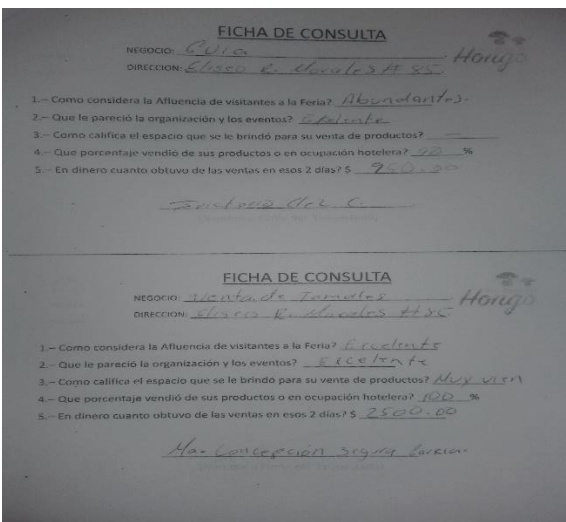 FICHA DE CONSULTA
NEGOCIO:
DIRECCION: Eliseo R. Morales # 85
Hongo
1.- Como considera la Afluencia de visitantes a la Feria? Abundantes.
2.- Que le pareció la organización y los eventos?
3.- Como califica el espacio que se le brindó para su venta de productos? —
4.- Que porcentaje vendió de sus productos o en ocupación hotelera? 90 %
5.- En dinero cuanto obtuvo de las ventas en esos 2 días? $ 950.00
FICHA DE CONSULTA
NEGOCIO: Venta de Tamales
DIRECCION: Eliseo R. Morales # 85
Hongo
1.- Como considera la Afluencia de visitantes a la Feria? Excelente
2.- Que le pareció la organización y los eventos? Excelente
3.- Como califica el espacio que se le brindó para su venta de productos? Muy vien
4.- Que porcentaje vendió de sus productos o ocupación hotelera? 100 %
5.- En dinero cuanto obtuvo de las ventas en esos 2 días? $ 2500.00
Ma. Concepción Segura